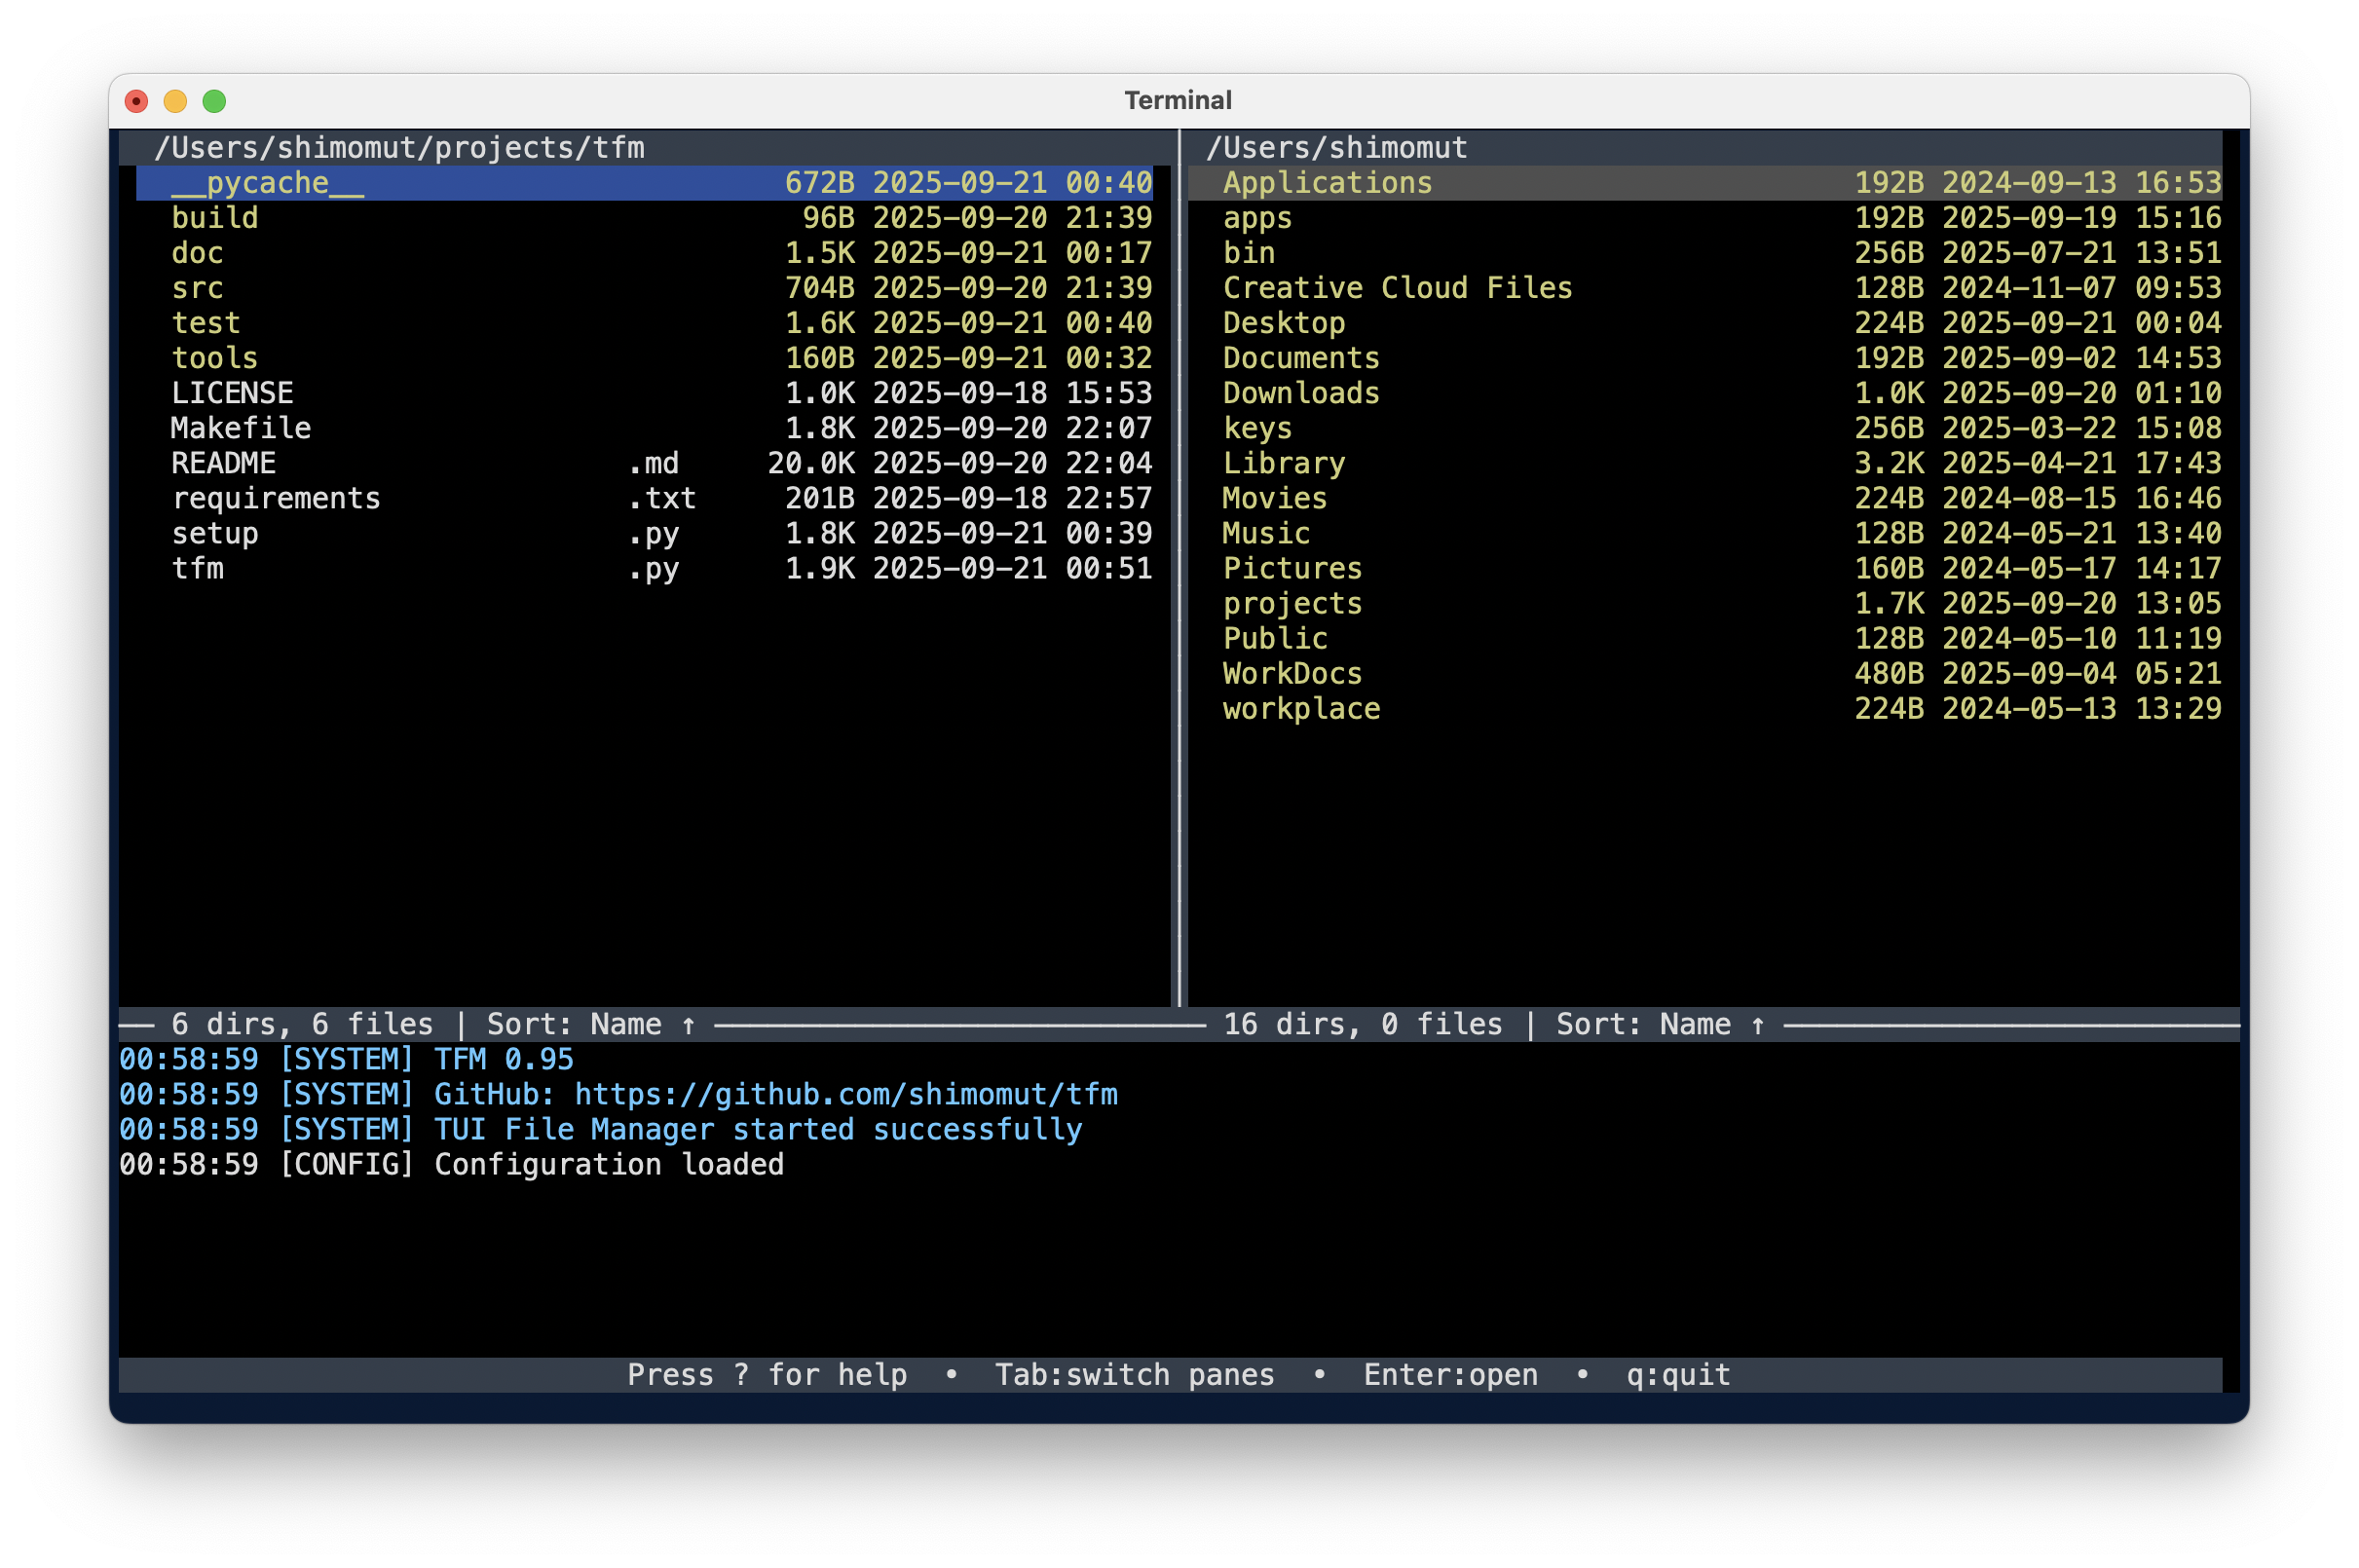 Terminal
/Users/shimomut/projects/tfm
__pycache__ 672B 2025-09-21 00:40
build 96B 2025-09-20 21:39
doc 1.5K 2025-09-21 00:17
src 704B 2025-09-20 21:39
test 1.6K 2025-09-21 00:40
tools 160B 2025-09-21 00:32
LICENSE 1.0K 2025-09-18 15:53
Makefile 1.8K 2025-09-20 22:07
README .md 20.0K 2025-09-20 22:04
requirements .txt 201B 2025-09-18 22:57
setup .py 1.8K 2025-09-21 00:39
tfm .py 1.9K 2025-09-21 00:51
/Users/shimomut
Applications 192B 2024-09-13 16:53
apps 192B 2025-09-19 15:16
bin 256B 2025-07-21 13:51
Creative Cloud Files 128B 2024-11-07 09:53
Desktop 224B 2025-09-21 00:04
Documents 192B 2025-09-02 14:53
Downloads 1.0K 2025-09-20 01:10
keys 256B 2025-03-22 15:08
Library 3.2K 2025-04-21 17:43
Movies 224B 2024-08-15 16:46
Music 128B 2024-05-21 13:40
Pictures 160B 2024-05-17 14:17
projects 1.7K 2025-09-20 13:05
Public 128B 2024-05-10 11:19
WorkDocs 480B 2025-09-04 05:21
workplace 224B 2024-05-13 13:29
6 dirs, 6 files | Sort: Name ↑
16 dirs, 0 files | Sort: Name ↑
00:58:59 [SYSTEM] TFM 0.95
00:58:59 [SYSTEM] GitHub: https://github.com/shimomut/tfm
00:58:59 [SYSTEM] TUI File Manager started successfully
00:58:59 [CONFIG] Configuration loaded
Press ? for help • Tab:switch panes • Enter:open • q:quit